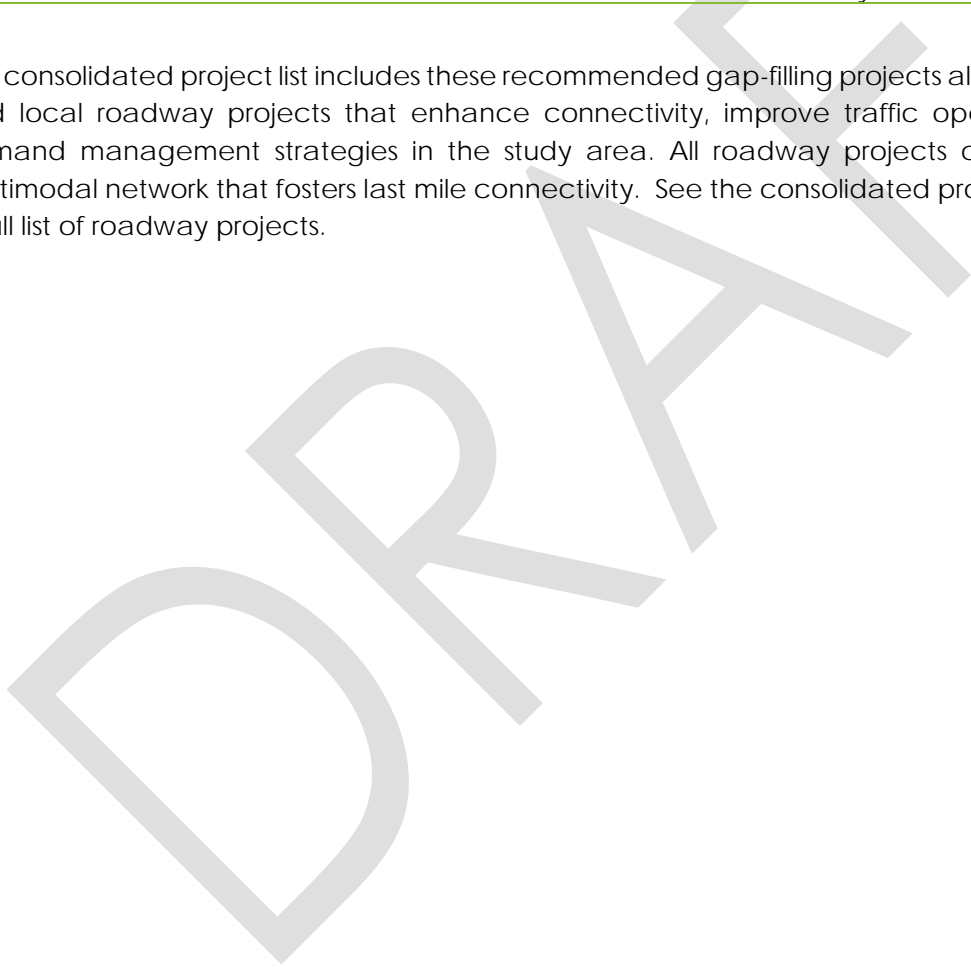 consolidated project list includes these recommended gap-filling projects al
local roadway projects that enhance connectivity, improve traffic ope
mand management strategies in the study area. All roadway projects c
timodal network that fosters last mile connectivity. See the consolidated pro
ll list of roadway projects.
DRAF